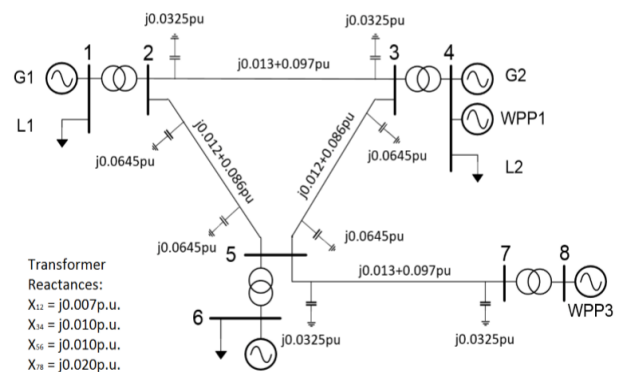 j0.0325pu
j0.0325pu
1
2
3
4
G1
j0.013+0.097pu
G2
L1
WPP1
j0.0645pu
j0.012+0.086pu
j0.012+0.086pu
j0.0645pu
L2
j0.0645pu
j0.0645pu
5
j0.013+0.097pu
7
8
Transformer
Reactances:
X₁₂ = j0.007p.u.
X₃₄ = j0.010p.u.
X₅₆ = j0.010p.u.
X₇₈ = j0.020p.u.
WPP3
6
j0.0325pu
j0.0325pu